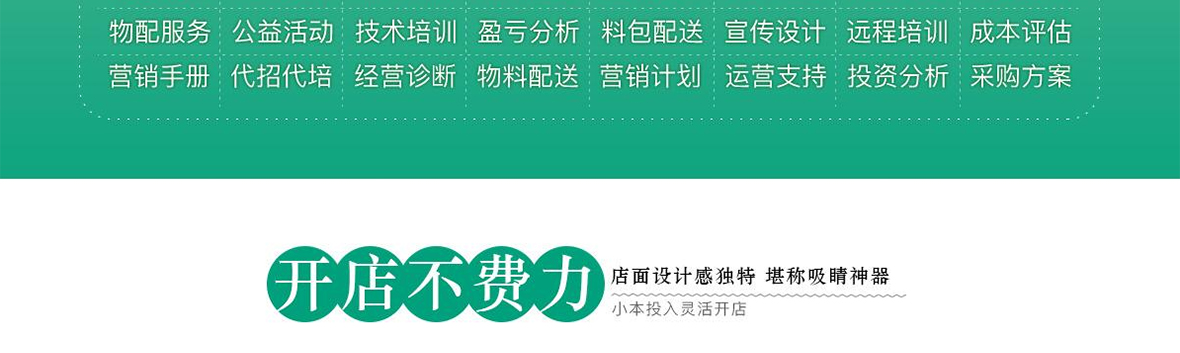 物配服务 公益活动 技术培训 盈亏分析 料包配送 宣传设计 远程培训 成本评估
营销手册 代招代培 经营诊断 物料配送 营销计划 运营支持 投资分析 采购方案
开店不费力
店面设计感独特 堪称吸睛神器
小本投入灵活开店